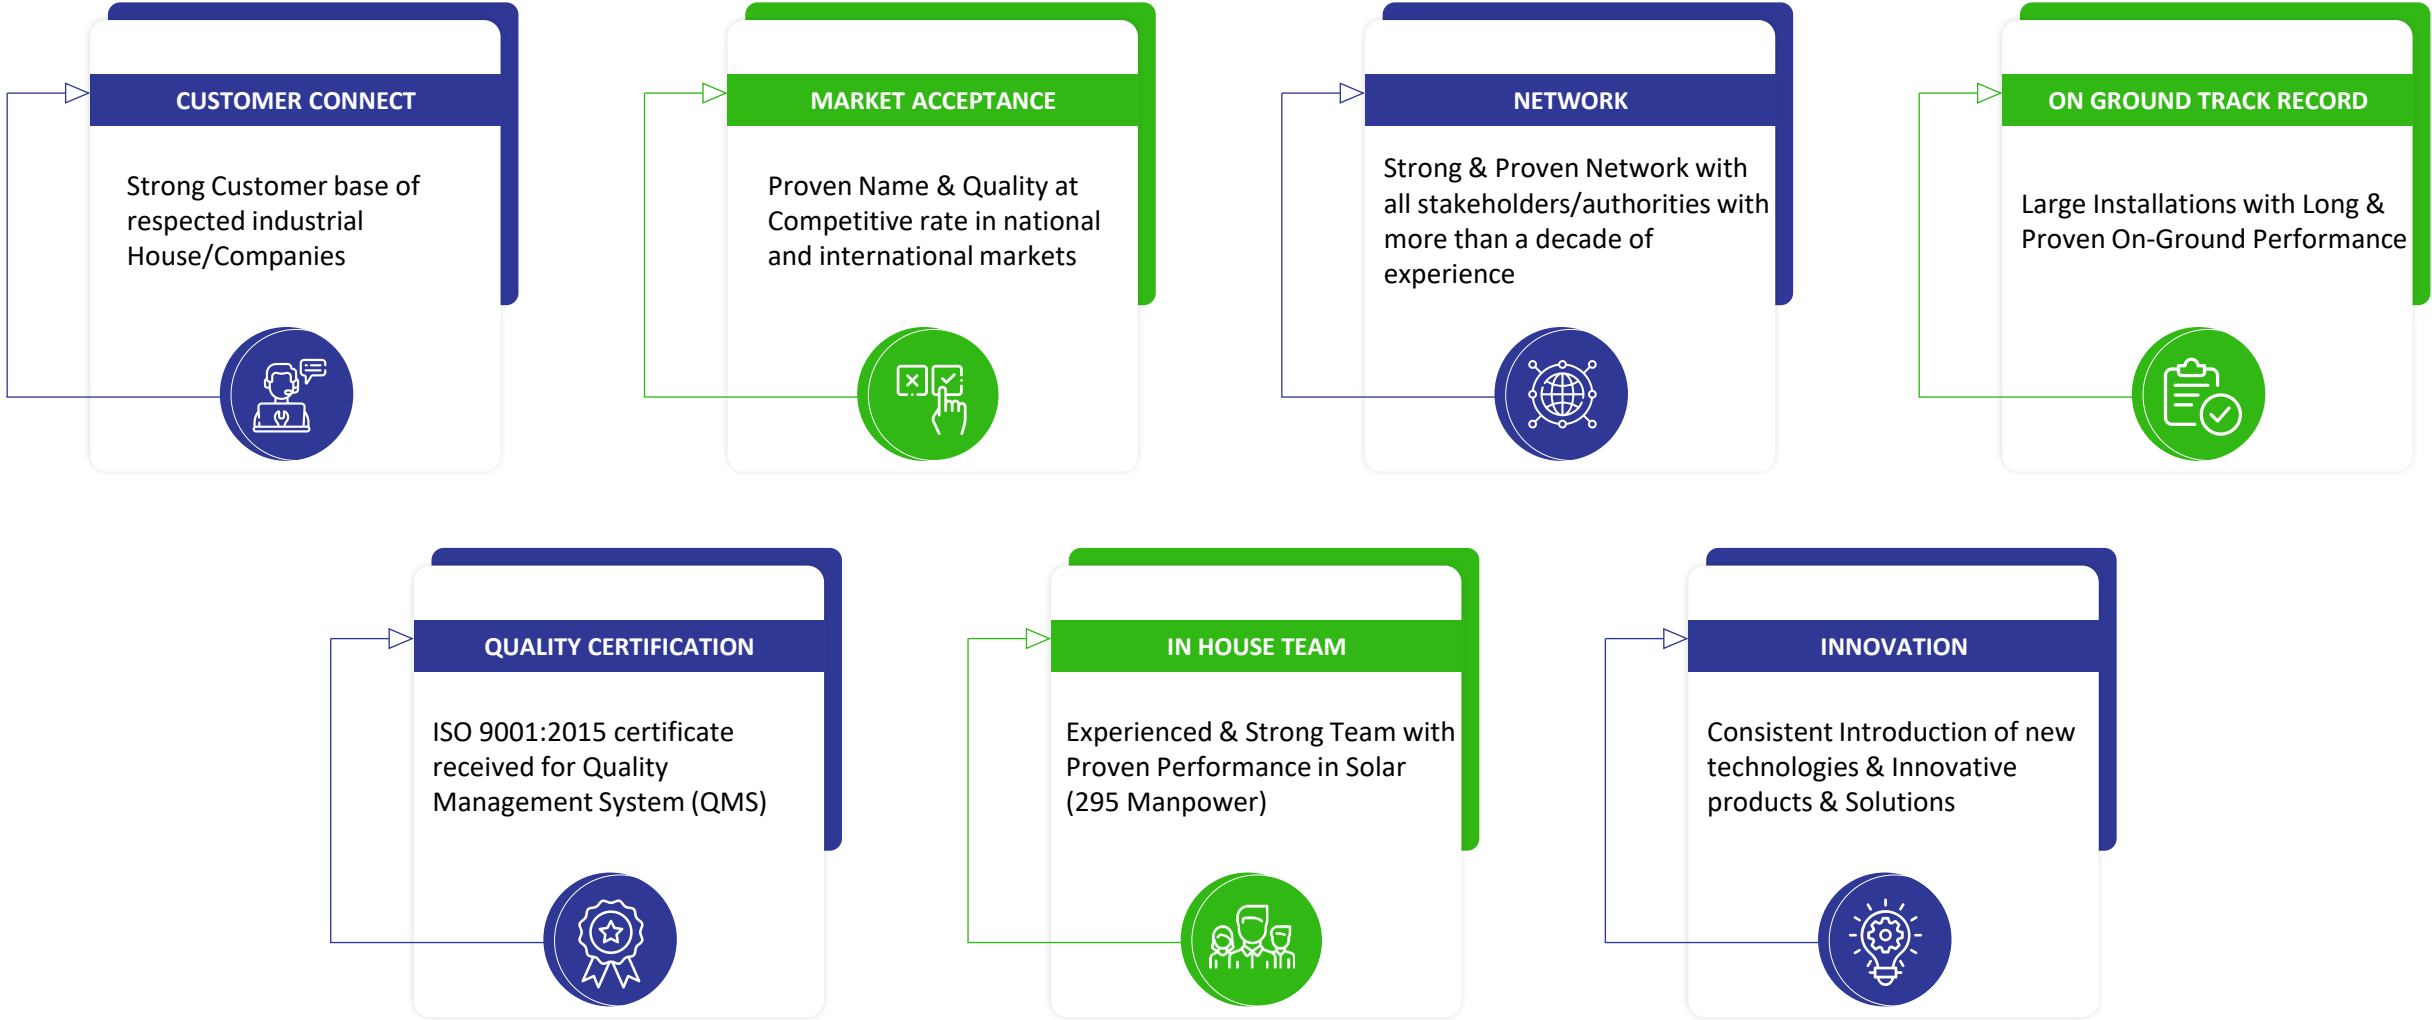 CUSTOMER CONNECT
Strong Customer base of
respected industrial
House/Companies
MARKET ACCEPTANCE
Proven Name & Quality at
Competitive rate in national
and international markets
NETWORK
Strong & Proven Network with
all stakeholders/authorities with
more than a decade of
experience
ON GROUND TRACK RECORD
Large Installations with Long &
Proven On-Ground Performance
QUALITY CERTIFICATION
ISO 9001:2015 certificate
received for Quality
Management System (QMS)
IN HOUSE TEAM
Experienced & Strong Team with
Proven Performance in Solar
(295 Manpower)
INNOVATION
Consistent Introduction of new
technologies & Innovative
products & Solutions